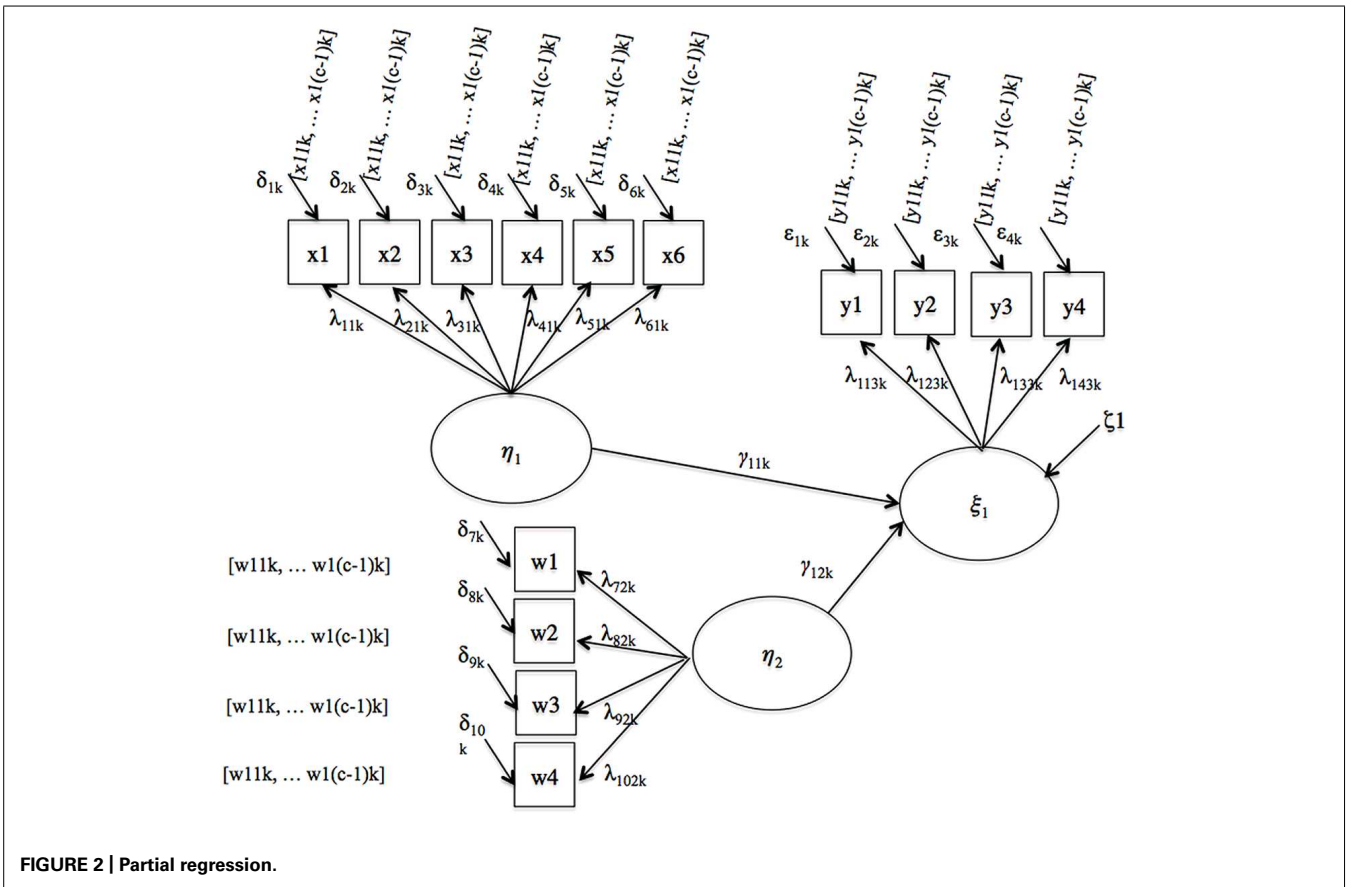 [x11k, … x1(c-1)k]
[x11k, … x1(c-1)k]
[x11k, … x1(c-1)k]
[x11k, … x1(c-1)k]
[x11k, … x1(c-1)k]
[x11k, … x1(c-1)k]
[y11k, … y1(c-1)k]
[y11k, … y1(c-1)k]
[y11k, … y1(c-1)k]
[y11k, … y1(c-1)k]
δ1k
δ2k
δ3k
δ4k
δ5k
δ6k
x1
x2
x3
x4
x5
x6
ε1k
ε2k
ε3k
ε4k
y1
y2
y3
y4
λ11k
λ21k
λ31k
λ41k
λ51k
λ61k
λ113k
λ123k
λ133k
λ143k
ζ1
η1
γ11k
ξ1
δ7k
w1
[w11k, … w1(c-1)k]
λ72k
γ12k
δ8k
w2
[w11k, … w1(c-1)k]
λ82k
η2
δ9k
w3
[w11k, … w1(c-1)k]
λ92k
δ10
k
w4
[w11k, … w1(c-1)k]
λ102k
FIGURE 2 | Partial regression.